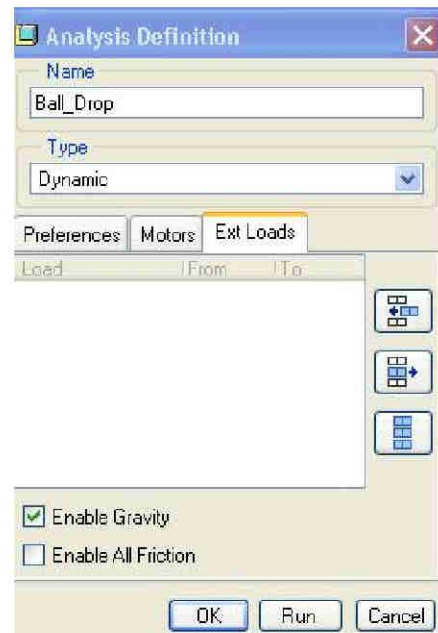 Analysis Definition
Name
Ball_Drop
Type
Dynamic
Preferences Motors Ext Loads
Load From To
Enable Gravity
Enable All Friction
OK Run Cancel